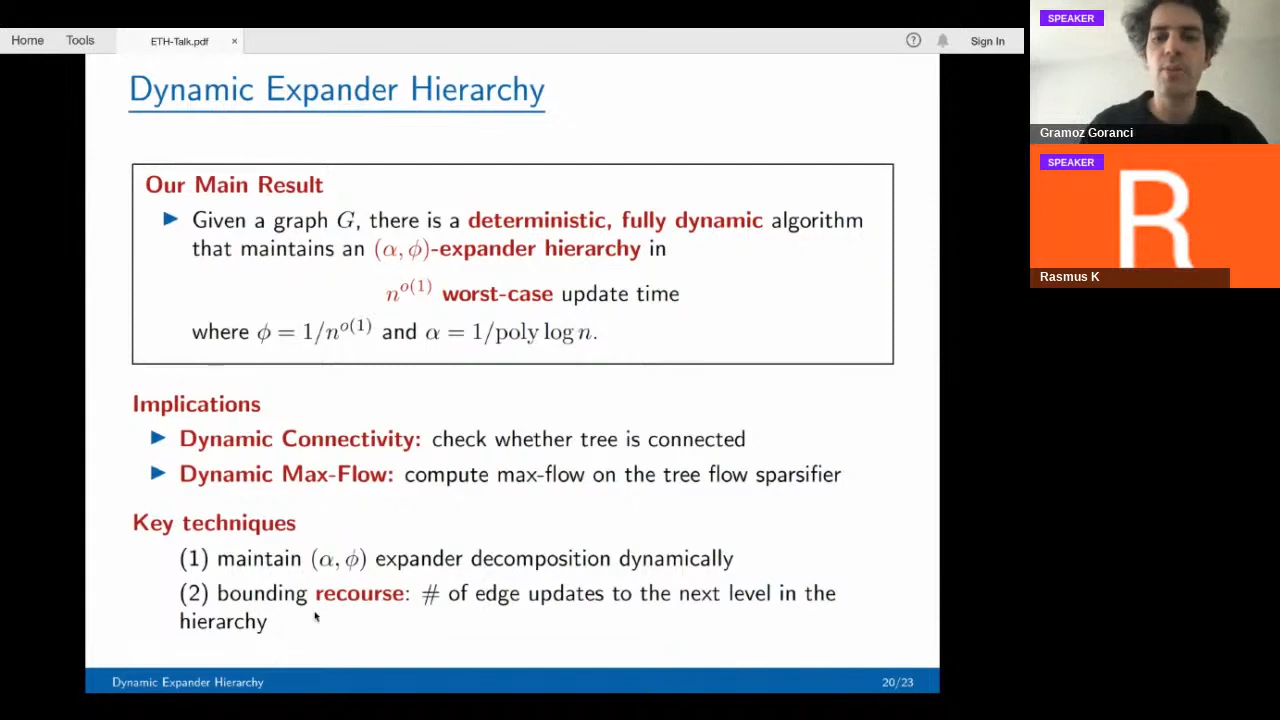 Home Tools ETH-Talk.pdf × ? Sign In
Dynamic Expander Hierarchy
Our Main Result
▶ Given a graph G, there is a deterministic, fully dynamic algorithm
that maintains an (α, ϕ)-expander hierarchy in
n^{o(1)} worst-case update time
where ϕ = 1/n^{o(1)} and α = 1/poly log n.
Implications
▶ Dynamic Connectivity: check whether tree is connected
▶ Dynamic Max-Flow: compute max-flow on the tree flow sparsifier
Key techniques
(1) maintain (α, ϕ) expander decomposition dynamically
(2) bounding recourse: # of edge updates to the next level in the
hierarchy
Dynamic Expander Hierarchy 20/23
SPEAKER
Gramoz Goranci
SPEAKER
R
Rasmus K